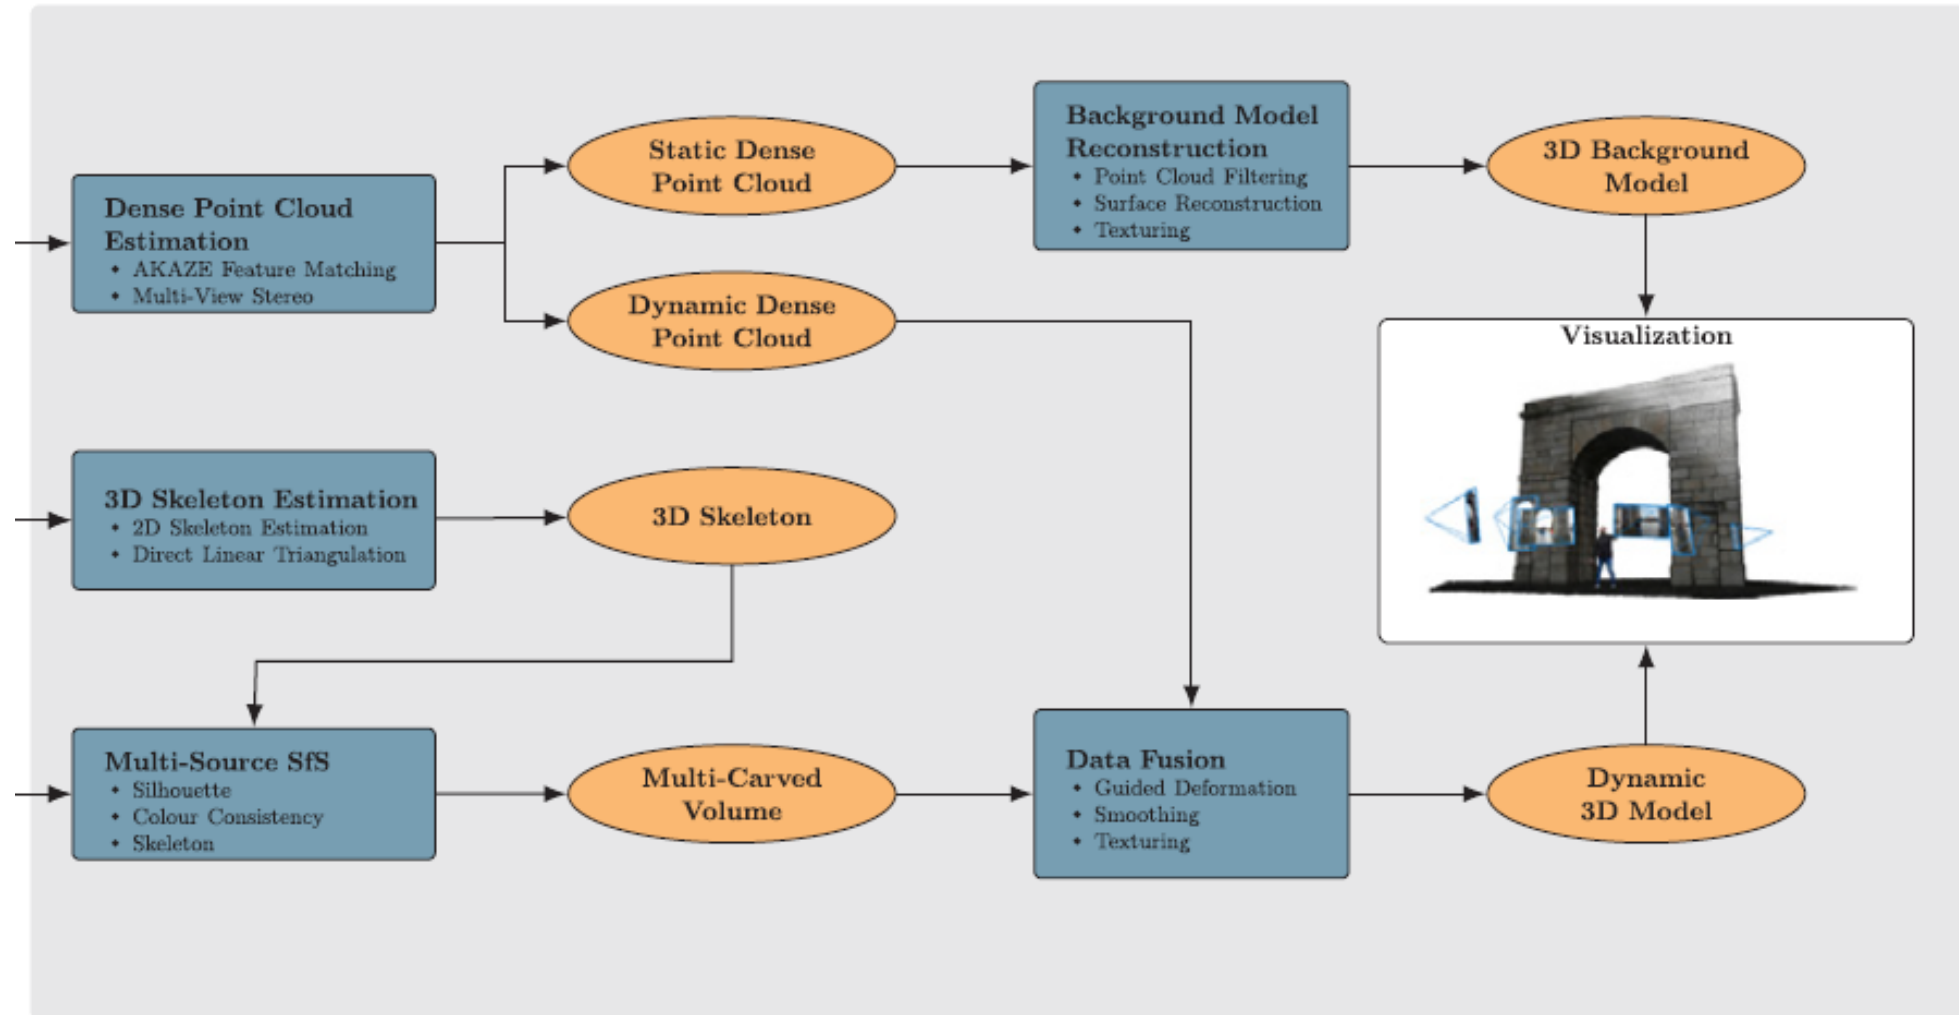 Dense Point Cloud
Estimation
• AKAZE Feature Matching
• Multi-View Stereo
Static Dense
Point Cloud
Dynamic Dense
Point Cloud
Background Model
Reconstruction
• Point Cloud Filtering
• Surface Reconstruction
• Texturing
3D Background
Model
Visualization
3D Skeleton Estimation
• 2D Skeleton Estimation
• Direct Linear Triangulation
3D Skeleton
Multi-Source SfS
• Silhouette
• Colour Consistency
• Skeleton
Multi-Carved
Volume
Data Fusion
• Guided Deformation
• Smoothing
• Texturing
Dynamic
3D Model